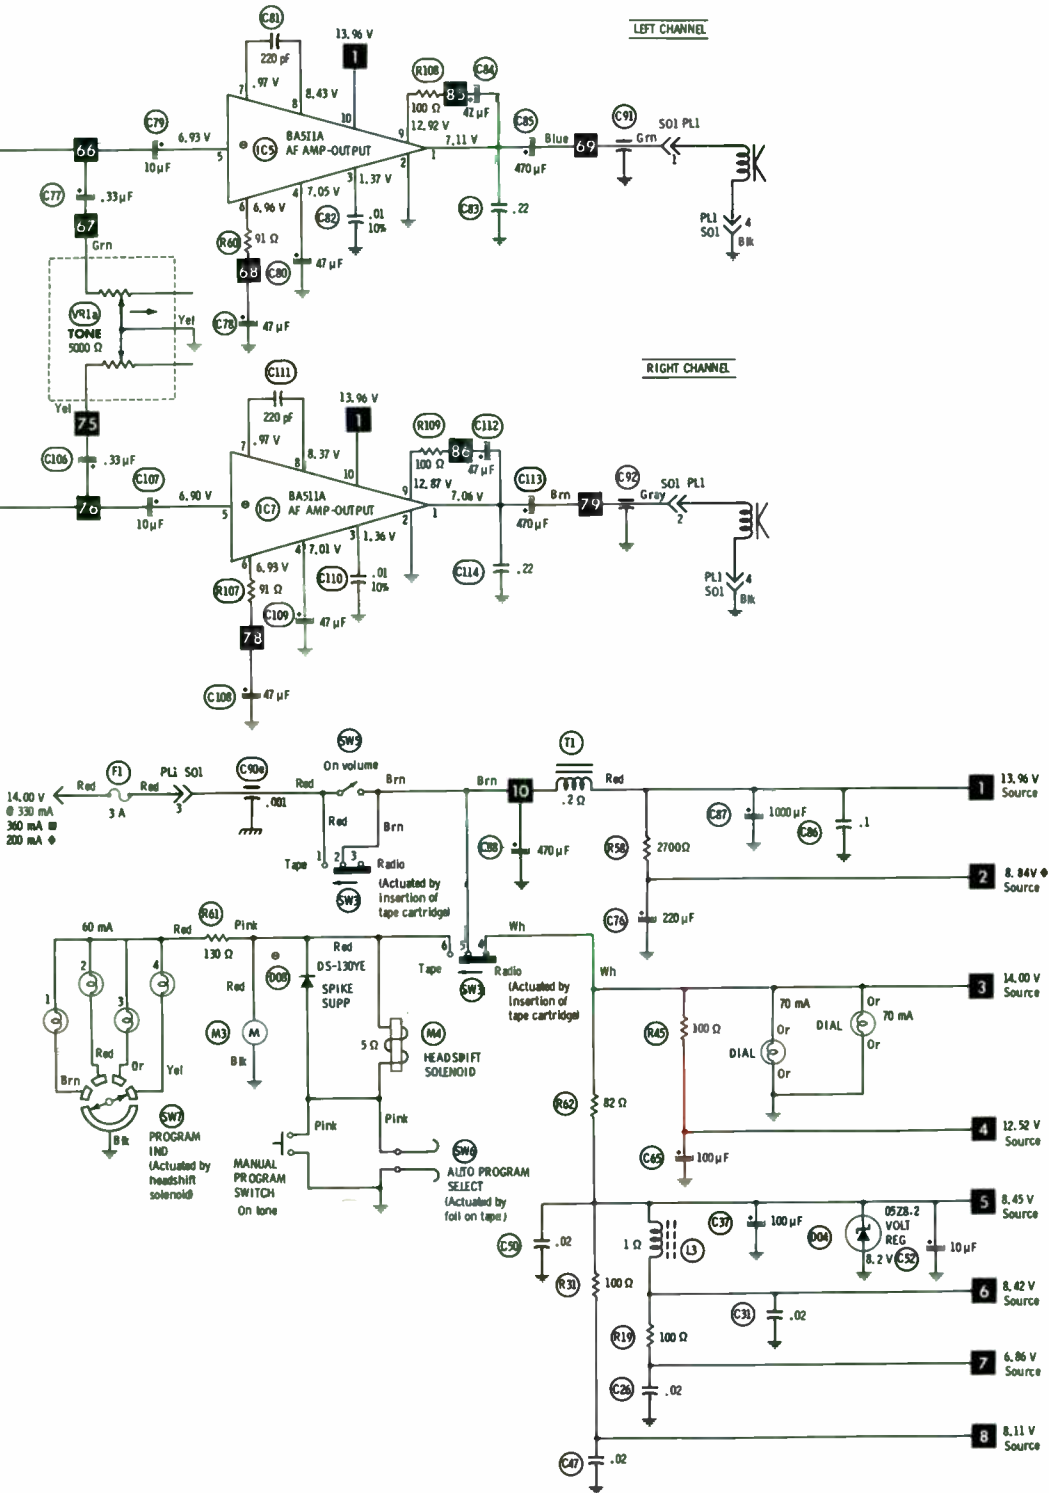 C81
13.96 V
LEFT CHANNEL
220 pF
1
7
.97 V
8.43 V
8
10
R108
85
C84
100 Ω
47 µF
C79
6.93 V
BA511A
9
12.92 V
C85
C91
SO1 PL1
66
5
IC5
AF AMP-OUTPUT
1
7.11 V
Blue
69
Grn
1
10 µF
2
470 µF
3
1.37 V
4
7.05 V
C77
.33 µF
6
6.96 V
C82
.01
10%
C83
.22
PL1
SO1
4
Blk
67
Grn
R60
91 Ω
68
C80
47 µF
VR1a
TONE
5000 Ω
Yel
C78
47 µF
C111
RIGHT CHANNEL
13.96 V
220 pF
1
Yel
75
7
.97 V
8.37 V
8
10
R109
86
C112
100 Ω
47 µF
C106
.33 µF
C107
6.90 V
BA511A
9
12.87 V
C113
C92
SO1 PL1
76
5
IC7
AF AMP-OUTPUT
1
7.06 V
Brn
79
Gray
2
10 µF
2
470 µF
3
1.36 V
4
7.01 V
6
6.93 V
C110
.01
10%
C114
.22
PL1
SO1
4
Blk
R107
91 Ω
C109
47 µF
78
C108
47 µF
SW5
On volume
T1
F1
Red
Red
PL1 SO1
C90a
Red
Brn
Brn
10
Red
1
13.96 V
Source
14.00 V
@ 330 mA
360 mA
200 mA
3 A
3
.001
.2 Ω
Red
Brn
C88
470 µF
R58
2700Ω
C87
1000 µF
C86
.1
Tape
1
2
3
Radio
SW3
(Actuated by
insertion of
tape cartridge)
2
8.84V
Source
C76
220 µF
60 mA
Red
R61
Pink
130 Ω
Red
6
5
4
Wh
Tape
Radio
SW3
(Actuated by
insertion of
tape cartridge)
Wh
3
14.00 V
Source
1
2
3
4
Red
D08
DS-130YE
SPIKE
SUPP
M3
M
Blk
5 Ω
M4
HEADSHIFT
SOLENOID
R45
100 Ω
70 mA
Or
DIAL
Or
Or
DIAL
70 mA
Or
Brn
Red
Or
Yel
Blk
SW7
PROGRAM
IND
(Actuated by
headshift
solenoid)
R62
82 Ω
Pink
Pink
MANUAL
PROGRAM
SWITCH
On tone
SW6
AUTO PROGRAM
SELECT
(Actuated by
foil on tape)
C65
100 µF
4
12.52 V
Source
5
8.45 V
Source
C50
.02
1 Ω
L3
C37
100 µF
D04
05Z8.2
VOLT
REG
8.2 V
C52
10 µF
R31
100 Ω
6
8.42 V
Source
C31
.02
R19
100 Ω
7
6.86 V
Source
C26
.02
8
8.11 V
Source
C47
.02